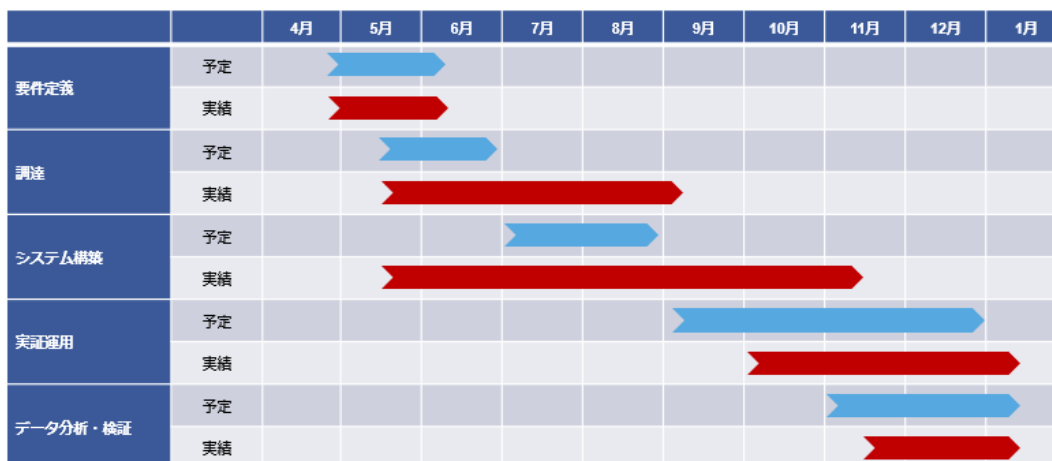 4月 5月 6月 7月 8月 9月 10月 11月 12月 1月
要件定義
予定
実績
調達
予定
実績
システム構築
予定
実績
実証運用
予定
実績
データ分析・検証
予定
実績